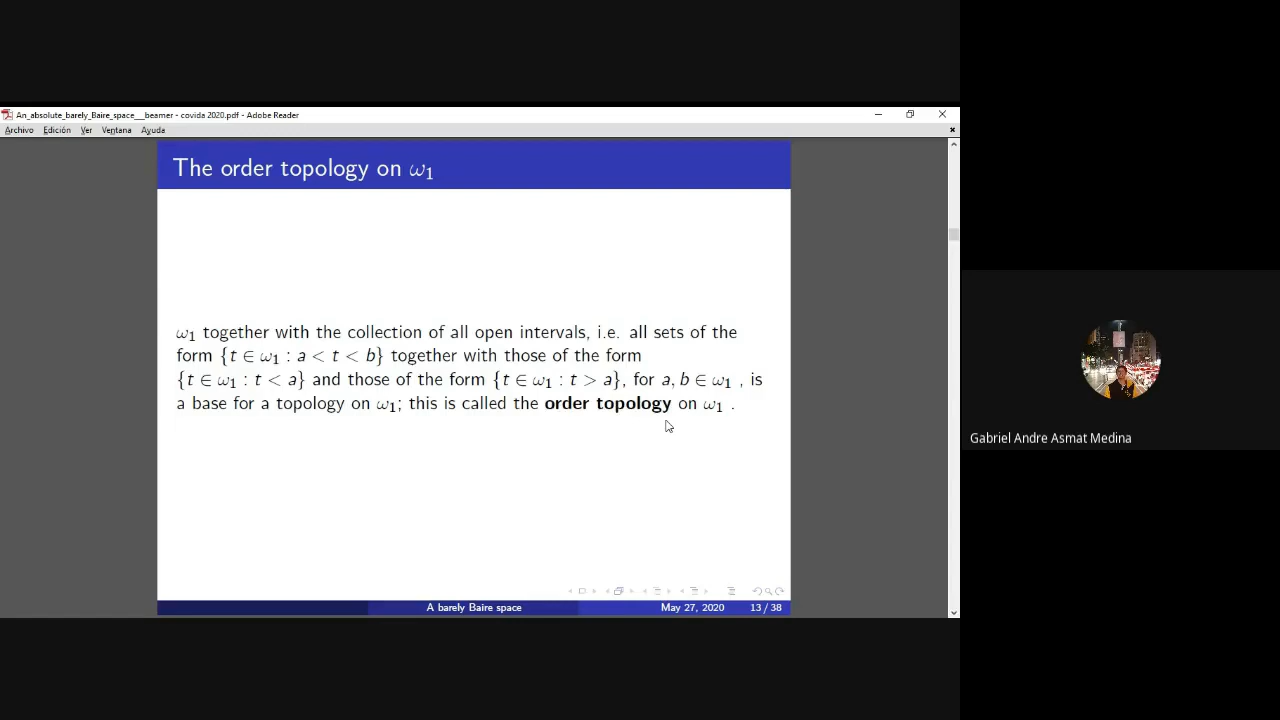 An_absolute_barely_Baire_space__beamer - covida 2020.pdf - Adobe Reader
Archivo Edición Ver Ventana Ayuda
The order topology on ω₁
ω₁ together with the collection of all open intervals, i.e. all sets of the
form {t ∈ ω₁ : a < t < b} together with those of the form
{t ∈ ω₁ : t < a} and those of the form {t ∈ ω₁ : t > a}, for a, b ∈ ω₁ , is
a base for a topology on ω₁; this is called the order topology on ω₁ .
Gabriel Andre Asmat Medina
A barely Baire space May 27, 2020 13 / 38